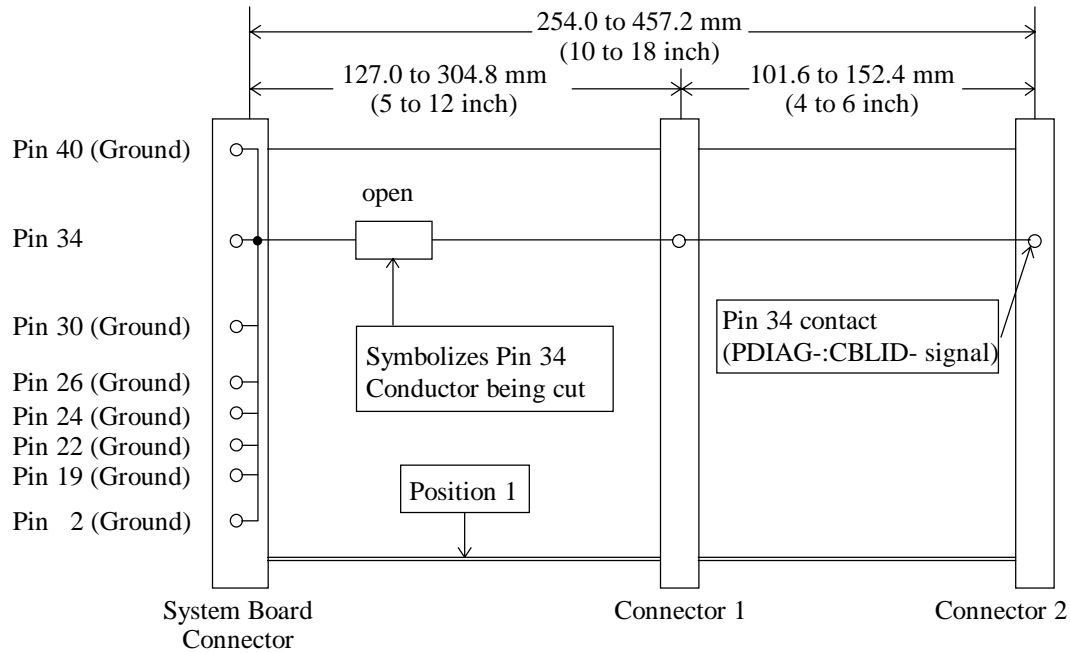 254.0 to 457.2 mm
(10 to 18 inch)
127.0 to 304.8 mm
(5 to 12 inch)
101.6 to 152.4 mm
(4 to 6 inch)
Pin 40 (Ground)
open
Pin 34
Pin 30 (Ground)
Symbolizes Pin 34
Conductor being cut
Pin 34 contact
(PDIAG-:CBLID- signal)
Pin 26 (Ground)
Pin 24 (Ground)
Pin 22 (Ground)
Pin 19 (Ground)
Position 1
Pin 2 (Ground)
System Board
Connector
Connector 1
Connector 2